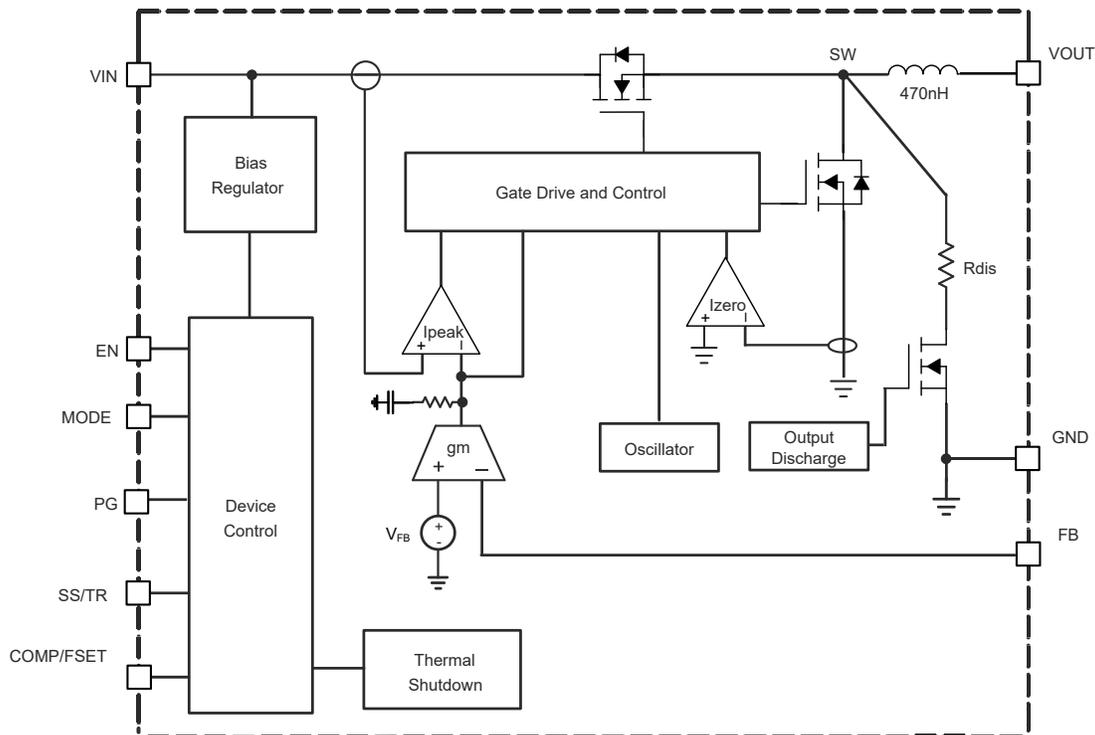 VIN
SW
VOUT
470nH
Bias
Regulator
Gate Drive and Control
Rdis
Ipeak
+
Izero
+
EN
MODE
PG
SS/TR
COMP/FSET
Device
Control
gm
+ −
VFB
+
-
Oscillator
Output
Discharge
GND
FB
Thermal
Shutdown